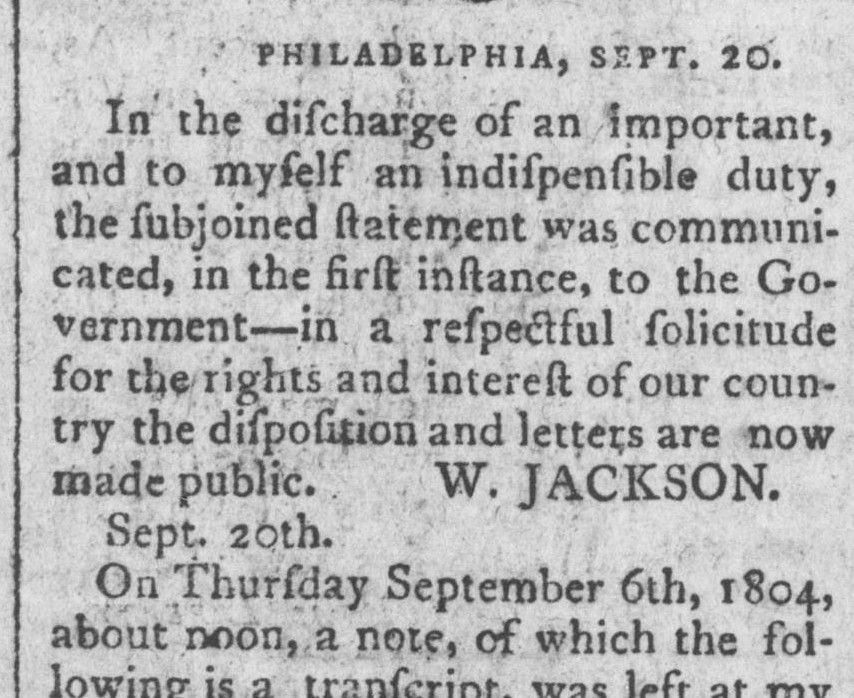 PHILADELPHIA, SEPT. 20.
In the diſcharge of an important,
and to myſelf an indiſpenſible duty,
the ſubjoined ſtatement was communi-
cated, in the firſt inſtance, to the Go-
vernment—in a reſpectful ſolicitude
for the rights and intereſt of our coun-
try the diſpoſition and letters are now
made public. W. JACKSON.
Sept. 20th.
On Thurſday September 6th, 1804,
about noon, a note, of which the fol-
lowing is a tranſcript, was left at my